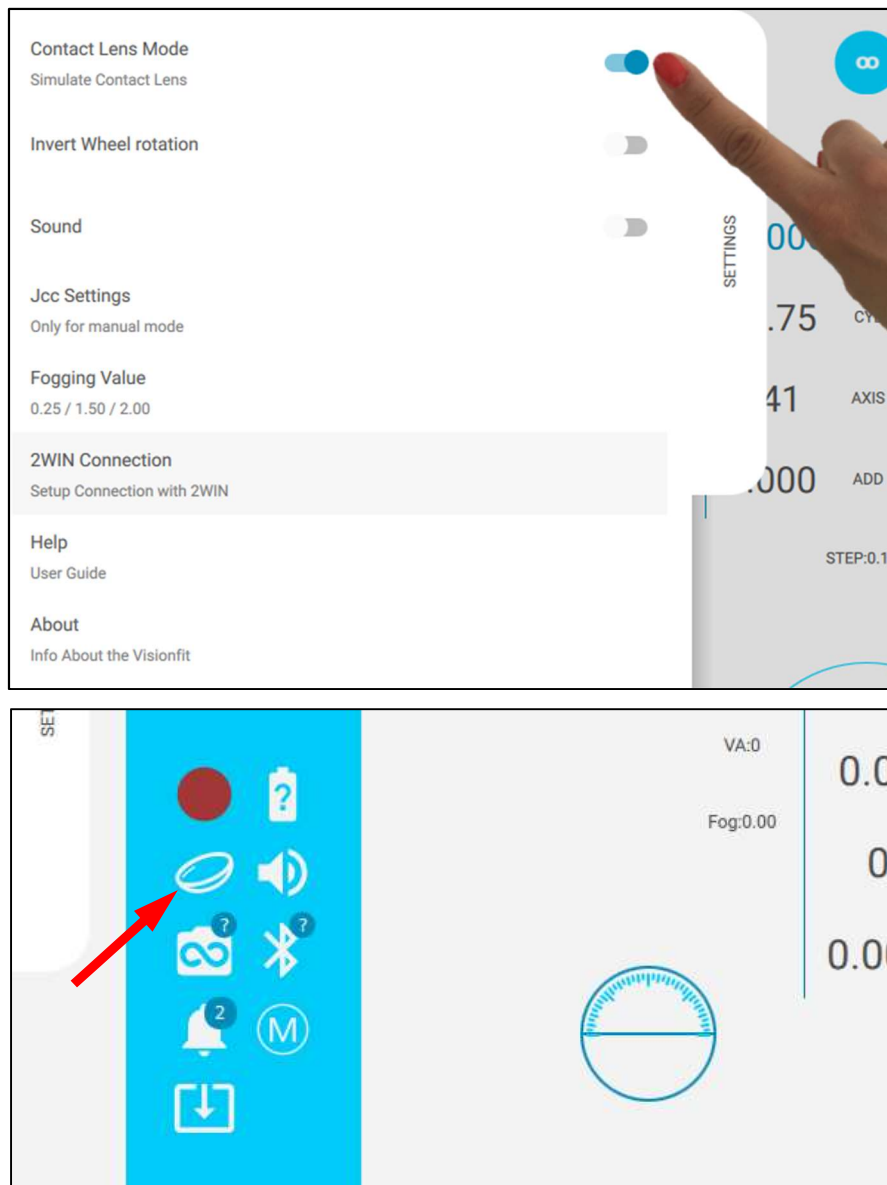 Contact Lens Mode
Simulate Contact Lens
Invert Wheel rotation
Sound
Jcc Settings
Only for manual mode
Fogging Value
0.25 / 1.50 / 2.00
2WIN Connection
Setup Connection with 2WIN
Help
User Guide
About
Info About the Visionfit
SETTINGS
.75
41 AXIS
.000 ADD
STEP:0.1
SET
VA:0
Fog:0.00
?
?
?
2
M
0.0
0
0.0